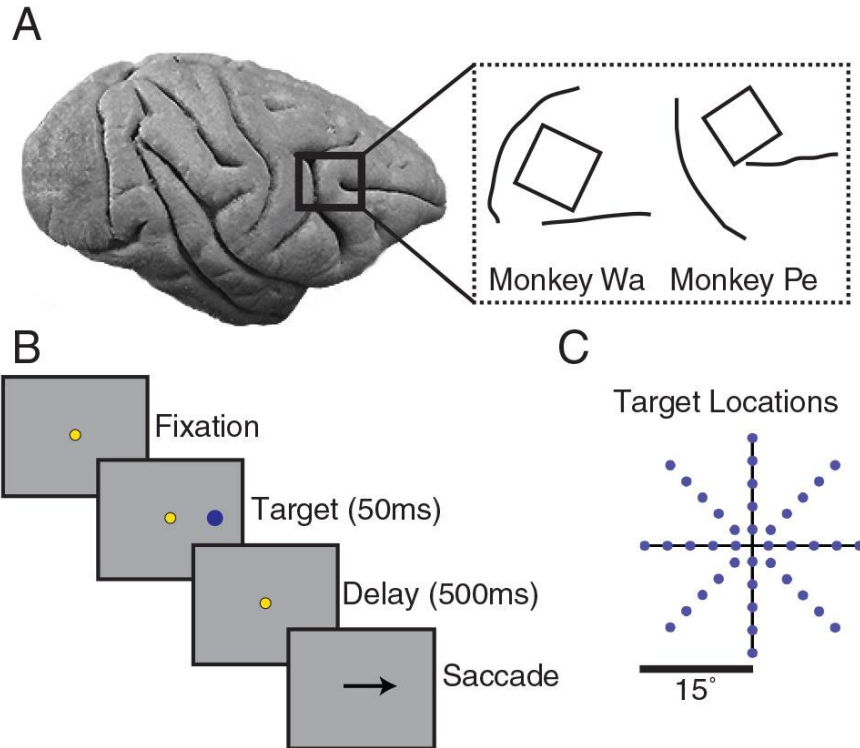 A
Monkey Wa
Monkey Pe
B
Fixation
Target (50ms)
Delay (500ms)
Saccade
C
Target Locations
15°